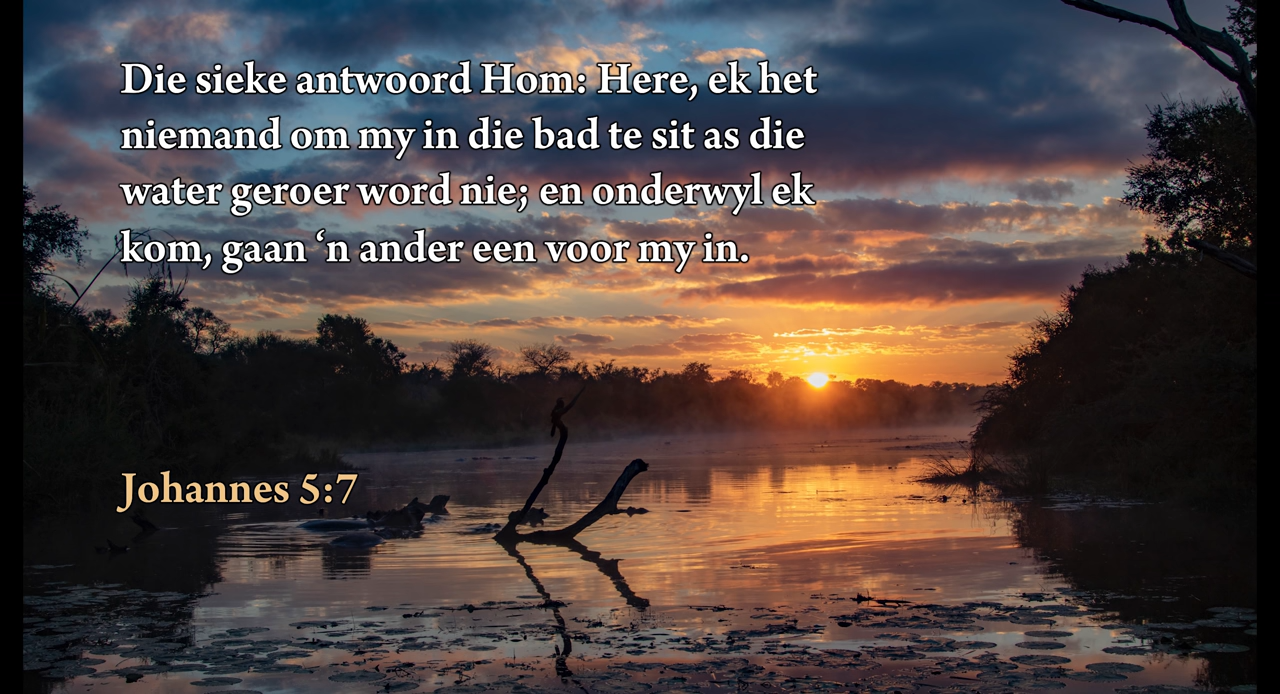 Die sieke antwoord Hom: Here, ek het
niemand om my in die bad te sit as die
water geroer word nie; en onderwyl ek
kom, gaan ‘n ander een voor my in.
Johannes 5:7